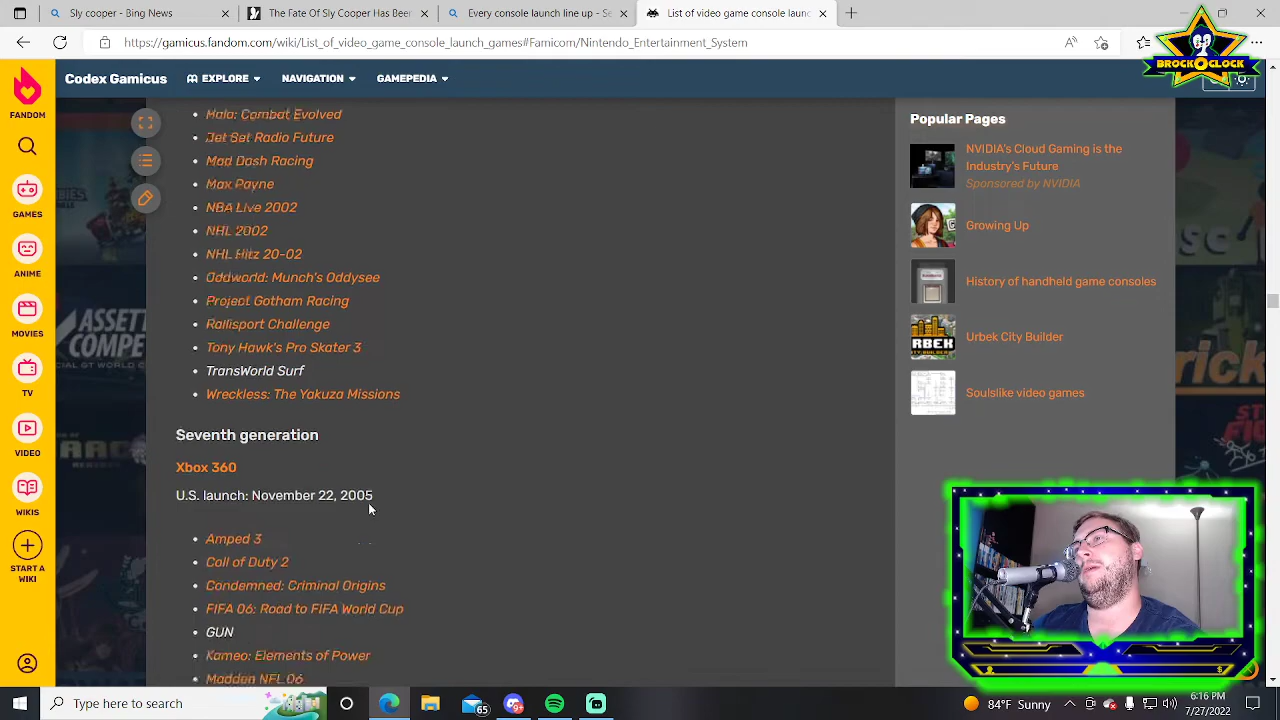 Bing
Sly Cooper Has Been
Every console launch line up - Se
List of video game console launc
https://gamicus.fandom.com/wiki/List_of_video_game_console_launch_games#Famicom/Nintendo_Entertainment_System
BROCKOCLOCK
FANDOM
Codex Gamicus
EXPLORE
NAVIGATION
GAMEPEDIA
GAMES
ANIME
MOVIES
TV
VIDEO
WIKIS
START A
WIKI
Halo: Combat Evolved
Jet Set Radio Future
Mad Dash Racing
Max Payne
NBA Live 2002
NHL 2002
NHL Hitz 20-02
Oddworld: Munch's Oddysee
Project Gotham Racing
Rallisport Challenge
Tony Hawk's Pro Skater 3
TransWorld Surf
Wreckless: The Yakuza Missions
Seventh generation
Xbox 360
U.S. launch: November 22, 2005
Amped 3
Call of Duty 2
Condemned: Criminal Origins
FIFA 06: Road to FIFA World Cup
GUN
Kameo: Elements of Power
Madden NFL 06
Popular Pages
NVIDIA's Cloud Gaming is the
Industry's Future
Sponsored by NVIDIA
Growing Up
History of handheld game consoles
Urbek City Builder
Soulslike video games
ASSETT
COMPE
RBEK
Type here to search
65
84°F
6:16 PM
7/27/2022